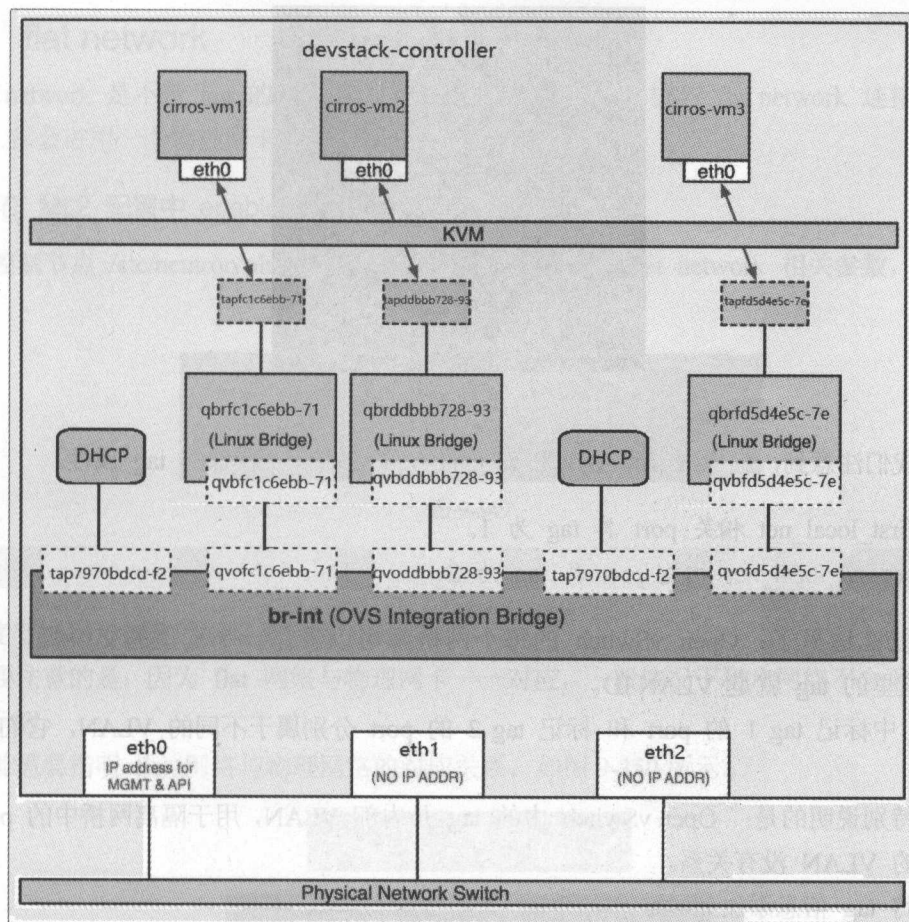 devstack-controller
cirros-vm1
cirros-vm2
cirros-vm3
eth0
eth0
eth0
KVM
tapfc1c6ebb-71
tapddbbb728-93
tapfd5d4e5c-7e
qbrfc1c6ebb-71
(Linux Bridge)
qbrddbbb728-93
(Linux Bridge)
qbrfd5d4e5c-7e
(Linux Bridge)
DHCP
DHCP
qvbfc1c6ebb-71
qvbddbbb728-93
qvbfd5d4e5c-7e
tap7970bdcd-f2
qvofc1c6ebb-71
qvoddbbb728-93
tap7970bdcd-f2
qvofd5d4e5c-7e
br-int (OVS Integration Bridge)
eth0
IP address for
MGMT & API
eth1
(NO IP ADDR)
eth2
(NO IP ADDR)
Physical Network Switch